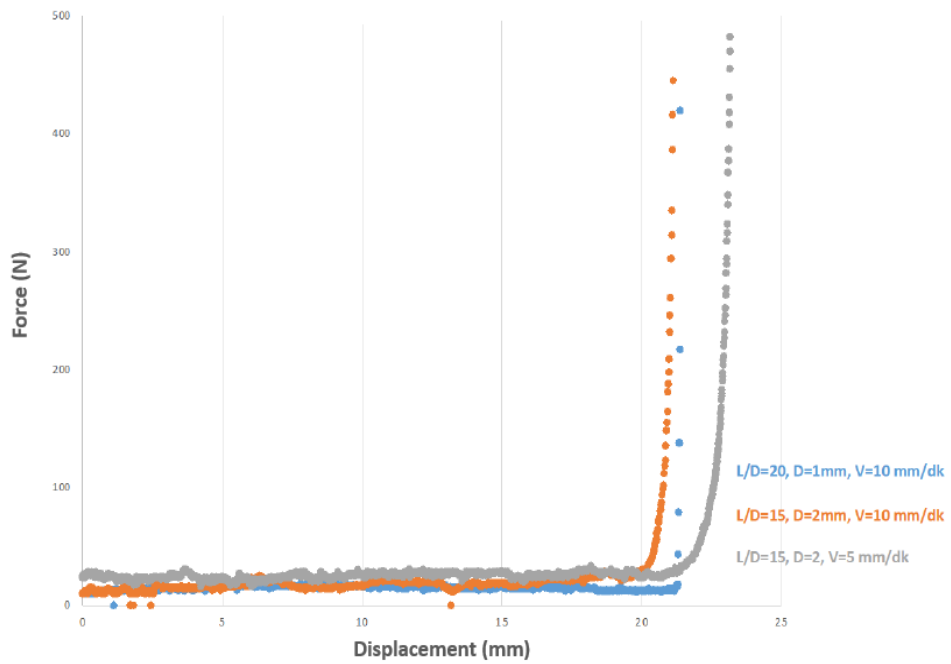 500
400
300
200
100
0
Force (N)
0 5 10 15 20 25
Displacement (mm)
L/D=20, D=1mm, V=10 mm/dk
L/D=15, D=2mm, V=10 mm/dk
L/D=15, D=2, V=5 mm/dk